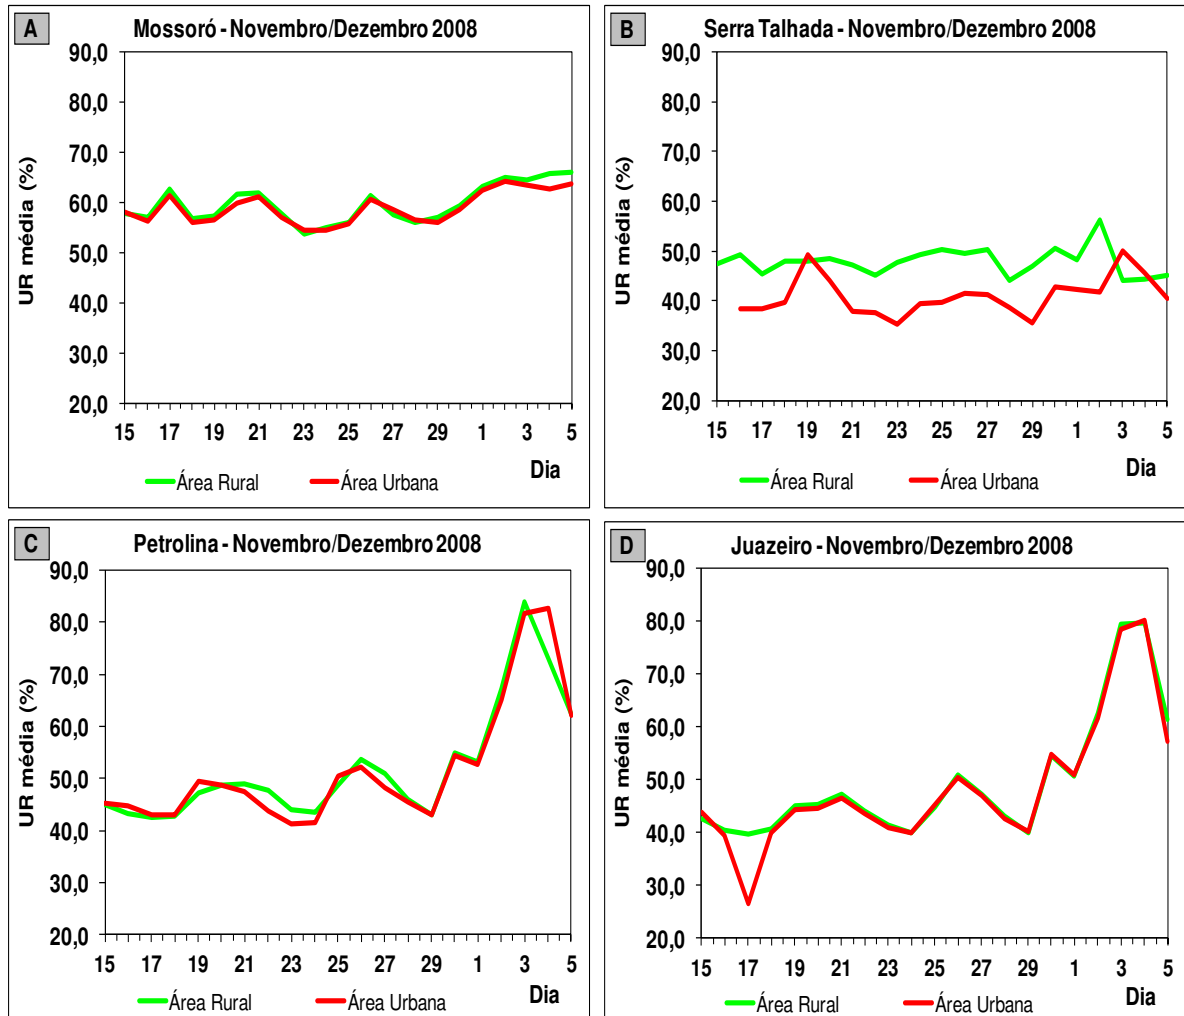 A
Mossoró - Novembro/Dezembro 2008
UR média (%)
90,0
80,0
70,0
60,0
50,0
40,0
30,0
20,0
15 17 19 21 23 25 27 29 1 3 5
Dia
Área Rural Área Urbana
B
Serra Talhada - Novembro/Dezembro 2008
UR média (%)
90,0
80,0
70,0
60,0
50,0
40,0
30,0
20,0
15 17 19 21 23 25 27 29 1 3 5
Dia
Área Rural Área Urbana
C
Petrolina - Novembro/Dezembro 2008
UR média (%)
90,0
80,0
70,0
60,0
50,0
40,0
30,0
20,0
15 17 19 21 23 25 27 29 1 3 5
Dia
Área Rural Área Urbana
D
Juazeiro - Novembro/Dezembro 2008
UR média (%)
90,0
80,0
70,0
60,0
50,0
40,0
30,0
20,0
15 17 19 21 23 25 27 29 1 3 5
Dia
Área Rural Área Urbana